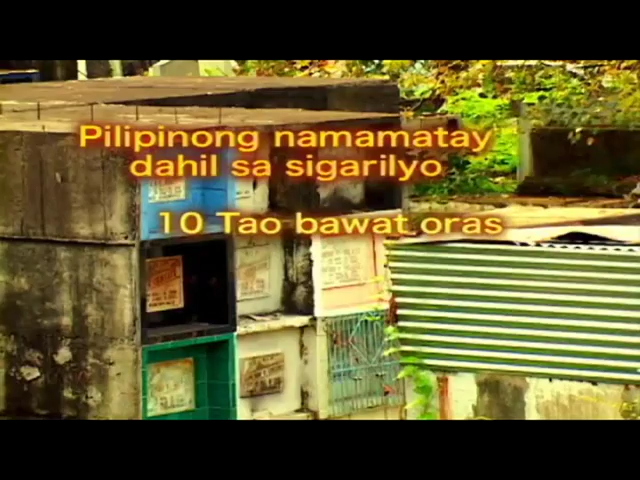 Pilipinong namamatay
dahil sa sigarilyo
10 Tao bawat oras